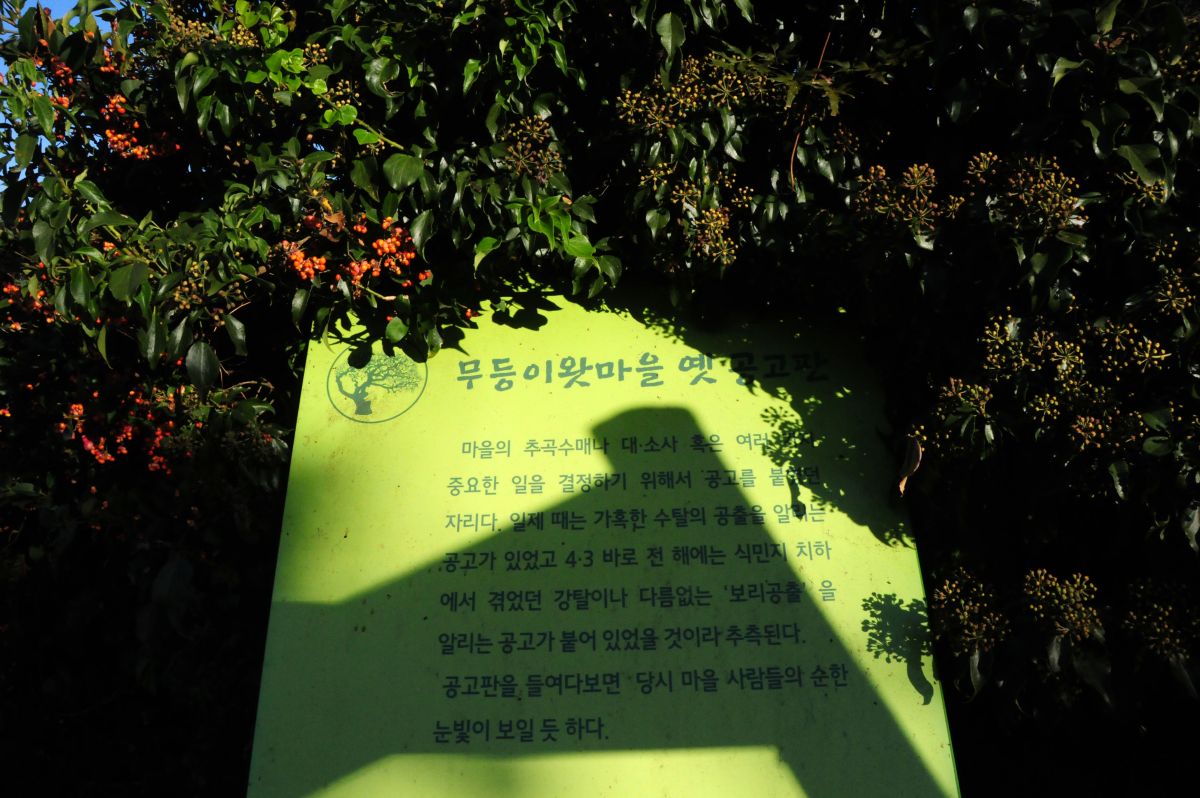 무등이왓마을 옛 공고판
마을의 추곡수매나 대·소사 혹은 여러
중요한 일을 결정하기 위해서 공고를 붙이던
자리다. 일제 때는 가혹한 수탈의 공출을 알리는
공고가 있었고 4·3 바로 전 해에는 식민지 치하
에서 겪었던 강탈이나 다름없는 '보리공출' 을
알리는 공고가 붙어 있었을 것이라 추측된다.
공고판을 들여다보면 당시 마을 사람들의 순한
눈빛이 보일 듯 하다.